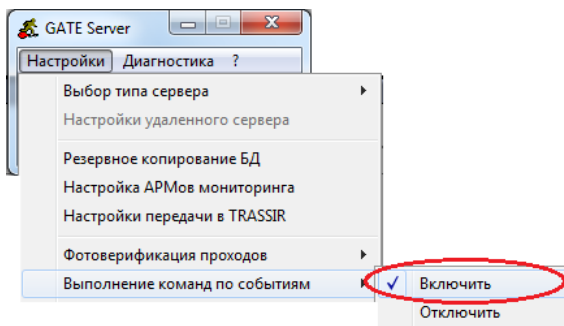 GATE Server
Настройки Диагностика ?
Выбор типа сервера
Настройки удаленного сервера
Резервное копирование БД
Настройка АРМов мониторинга
Настройки передачи в TRASSIR
Фотоверификация проходов
Выполнение команд по событиям
Включить
Отключить